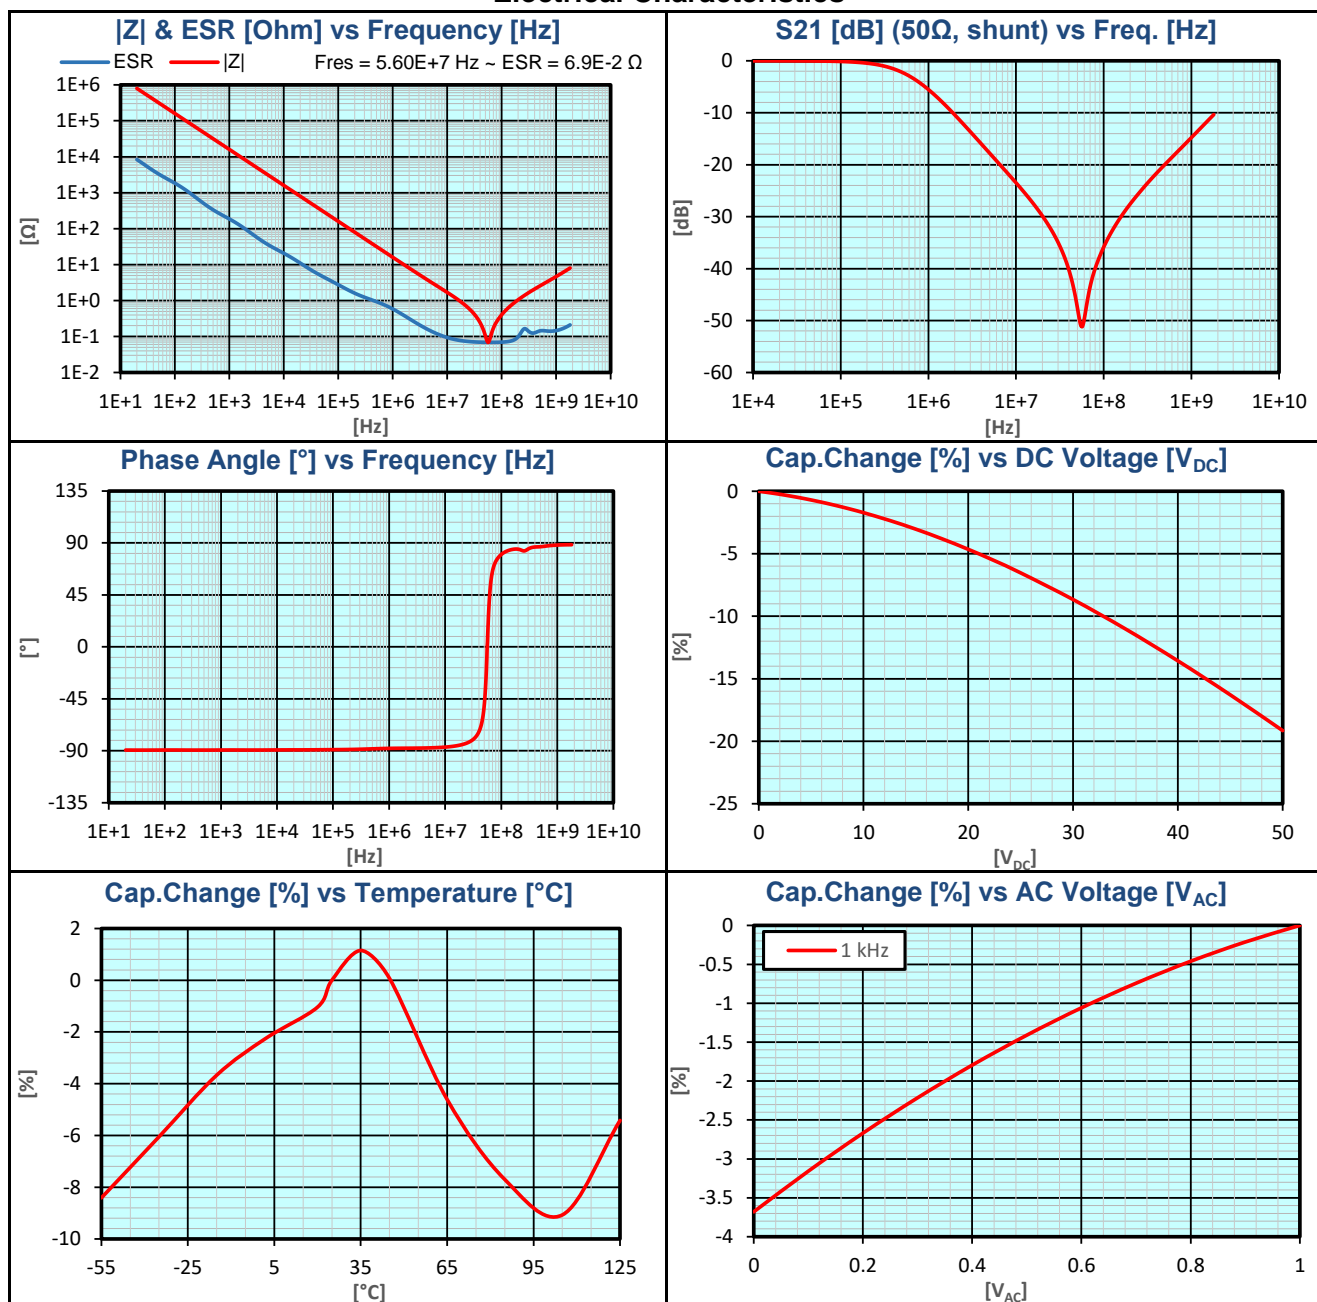 Electrical Characteristics
|Z| & ESR [Ohm] vs Frequency [Hz]
ESR |Z| Fres = 5.60E+7 Hz ~ ESR = 6.9E-2 Ω
1E+6
1E+5
1E+4
1E+3
1E+2
1E+1
1E+0
1E-1
1E-2
[Ω]
1E+1 1E+2 1E+3 1E+4 1E+5 1E+6 1E+7 1E+8 1E+9 1E+10
[Hz]
S21 [dB] (50Ω, shunt) vs Freq. [Hz]
0
-10
-20
-30
-40
-50
-60
[dB]
1E+4 1E+5 1E+6 1E+7 1E+8 1E+9 1E+10
[Hz]
Phase Angle [°] vs Frequency [Hz]
135
90
45
0
-45
-90
-135
[°]
1E+1 1E+2 1E+3 1E+4 1E+5 1E+6 1E+7 1E+8 1E+9 1E+10
[Hz]
Cap.Change [%] vs DC Voltage [VDC]
0
-5
-10
-15
-20
-25
[%]
0 10 20 30 40 50
[VDC]
Cap.Change [%] vs Temperature [°C]
2
0
-2
-4
-6
-8
-10
[%]
-55 -25 5 35 65 95 125
[°C]
Cap.Change [%] vs AC Voltage [VAC]
1 kHz
0
-0.5
-1
-1.5
-2
-2.5
-3
-3.5
-4
[%]
0 0.2 0.4 0.6 0.8 1
[VAC]